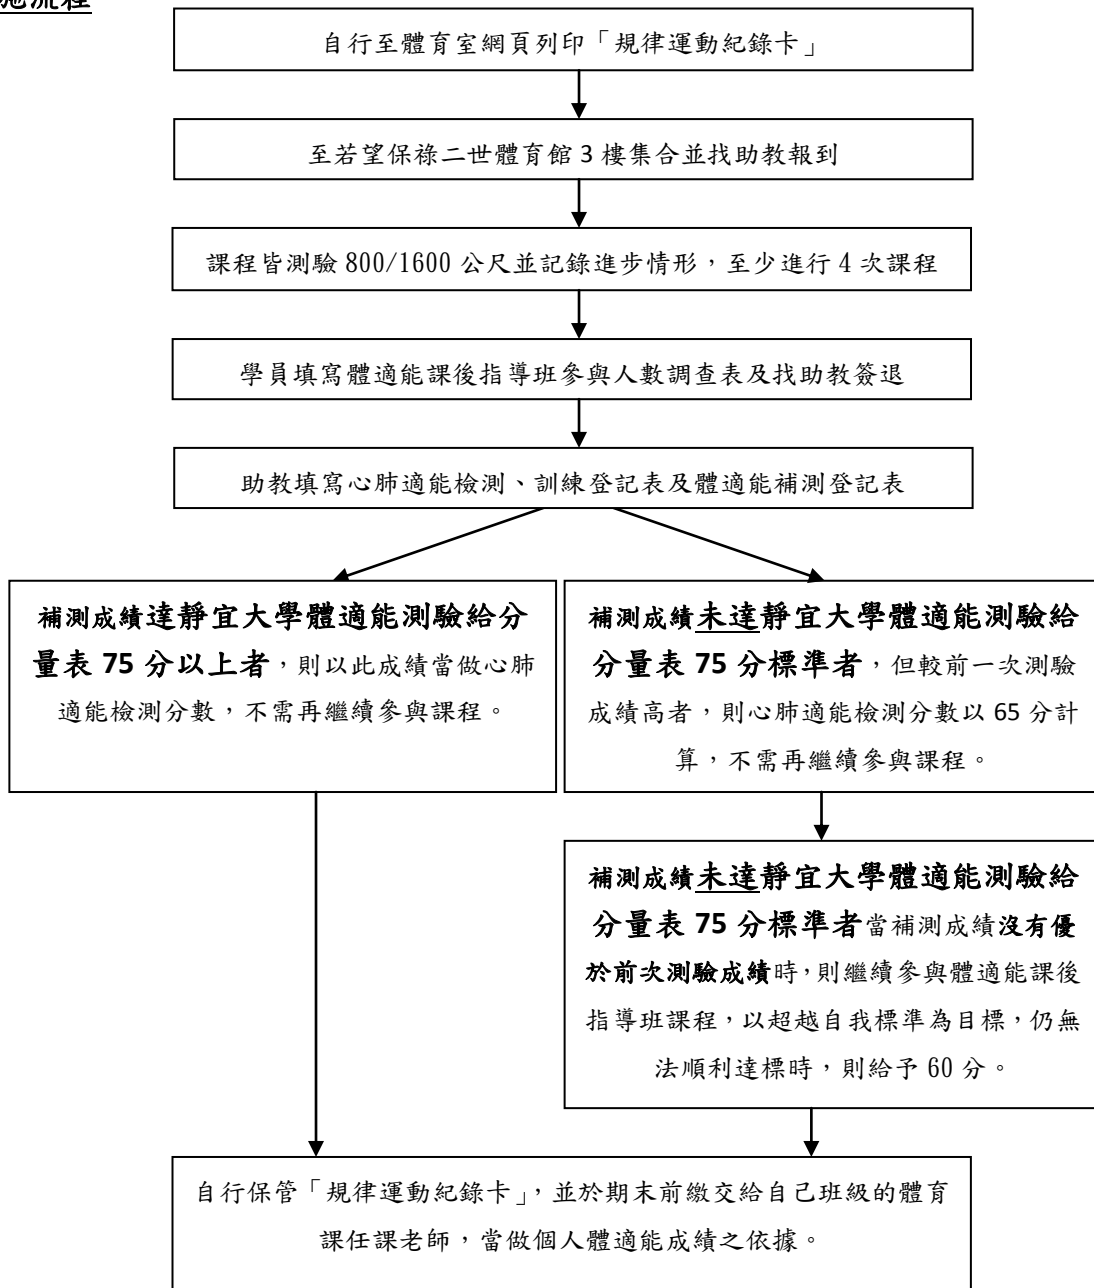 施流程
自行至體育室網頁列印「規律運動紀錄卡」
至若望保祿二世體育館 3 樓集合並找助教報到
課程皆測驗 800/1600 公尺並記錄進步情形，至少進行 4 次課程
學員填寫體適能課後指導班參與人數調查表及找助教簽退
助教填寫心肺適能檢測、訓練登記表及體適能補測登記表
補測成績達靜宜大學體適能測驗給分
量表 75 分以上者，則以此成績當做心肺
適能檢測分數，不需再繼續參與課程。
補測成績未達靜宜大學體適能測驗給
分量表 75 分標準者，但較前一次測驗
成績高者，則心肺適能檢測分數以 65 分計
算，不需再繼續參與課程。
補測成績未達靜宜大學體適能測驗給
分量表 75 分標準者當補測成績沒有優
於前次測驗成績時，則繼續參與體適能課後
指導班課程，以超越自我標準為目標，仍無
法順利達標時，則給予 60 分。
自行保管「規律運動紀錄卡」，並於期末前繳交給自己班級的體育
課任課老師，當做個人體適能成績之依據。